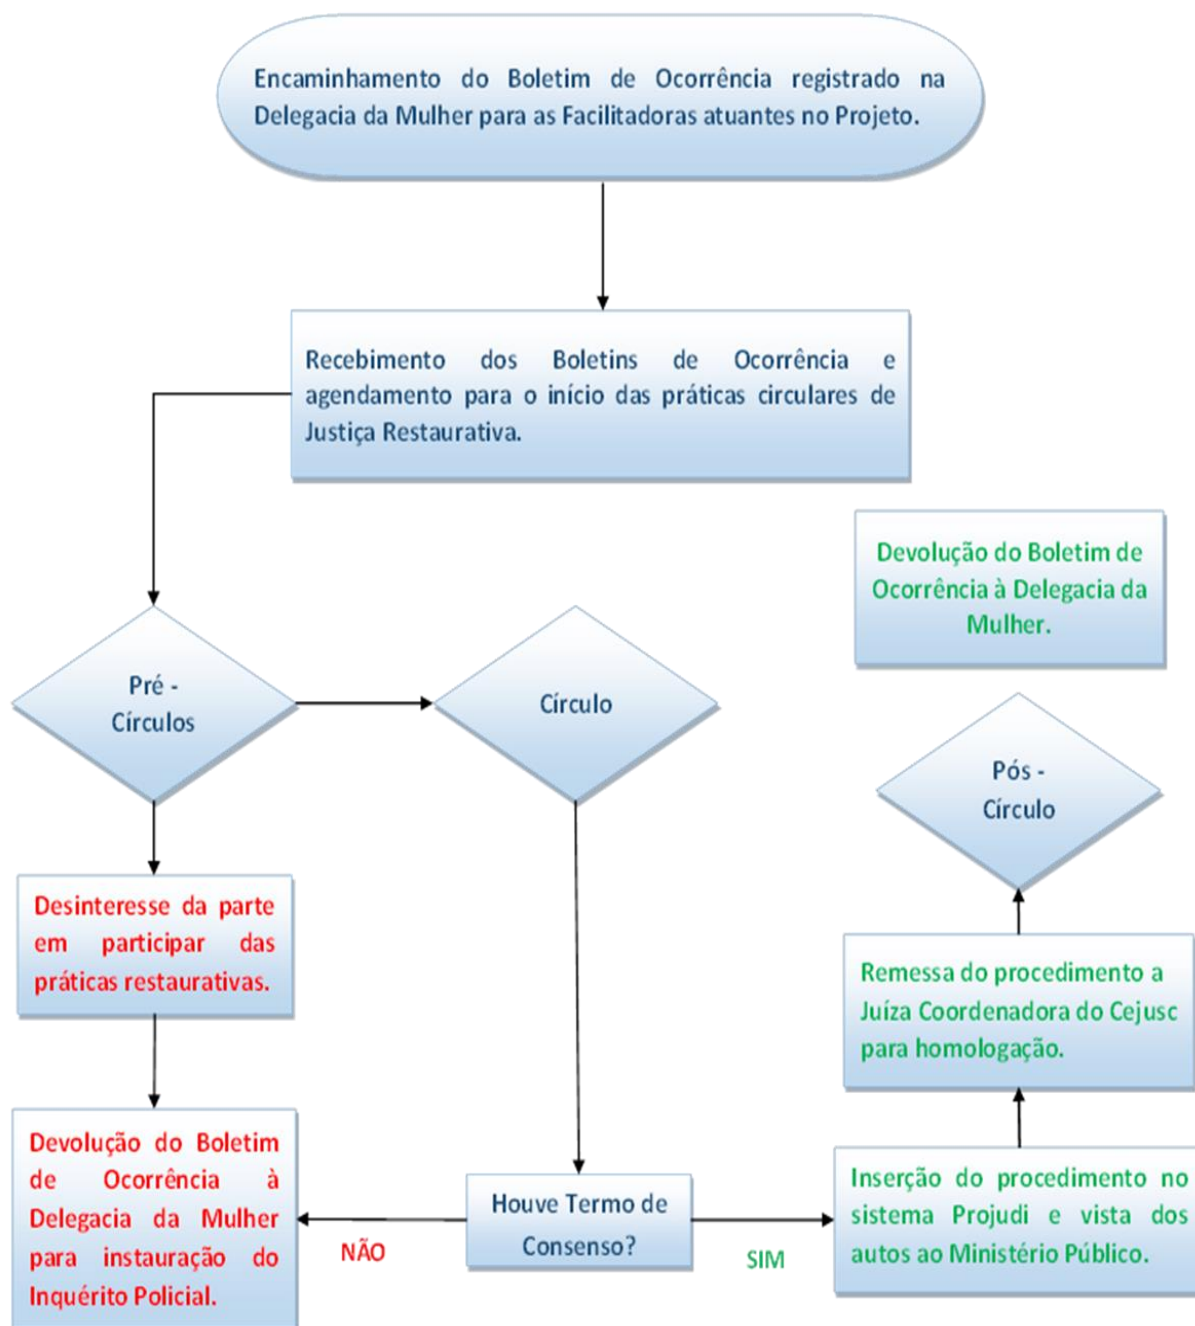 Encaminhamento do Boletim de Ocorrência registrado na
Delegacia da Mulher para as Facilitadoras atuantes no Projeto.
Recebimento dos Boletins de Ocorrência e
agendamento para o início das práticas circulares de
Justiça Restaurativa.
Devolução do Boletim de
Ocorrência à Delegacia da
Mulher.
Pré -
Círculos
Círculo
Pós -
Círculo
Desinteresse da parte
em participar das
práticas restaurativas.
Remessa do procedimento a
Juíza Coordenadora do Cejusc
para homologação.
Devolução do Boletim
de Ocorrência à
Delegacia da Mulher
para instauração do
Inquérito Policial.
NÃO
Houve Termo de
Consenso?
SIM
Inserção do procedimento no
sistema Projudi e vista dos
autos ao Ministério Público.